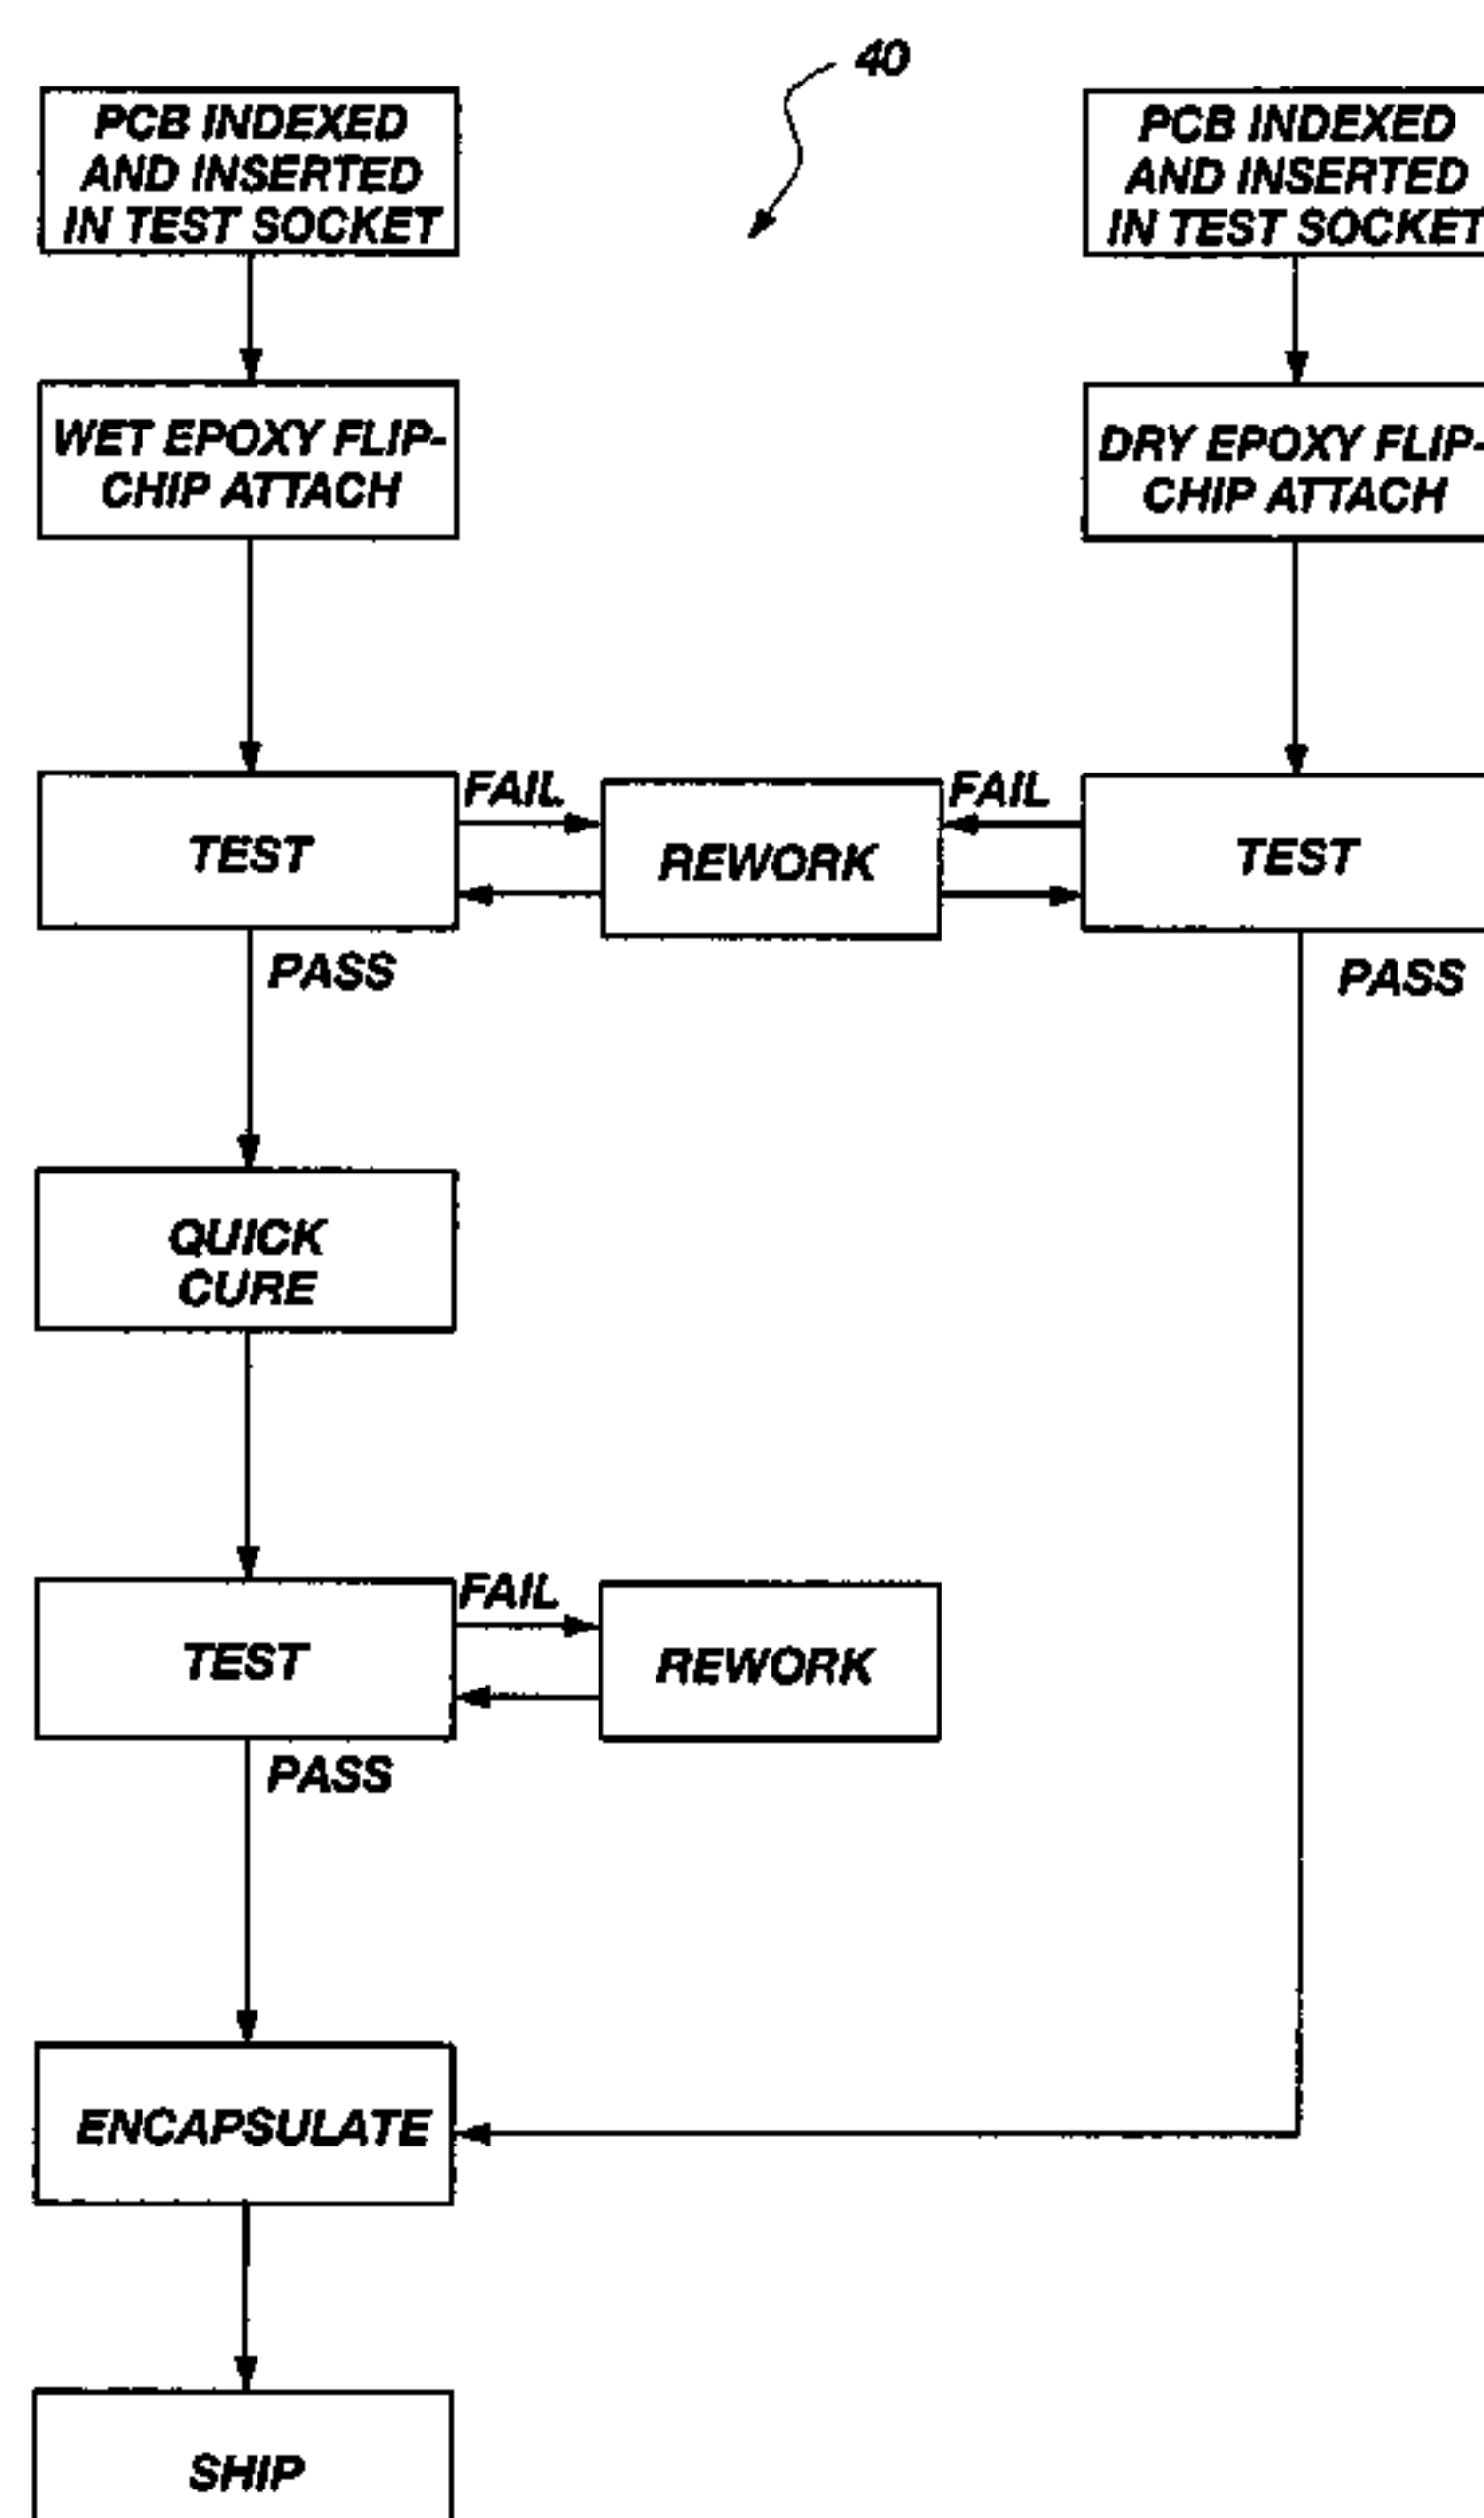 40
PCB INDEXED
AND INSERTED
IN TEST SOCKET
PCB INDEXED
AND INSERTED
IN TEST SOCKET
WET EPOXY FLIP-
CHIP ATTACH
DRY EPOXY FLIP-
CHIP ATTACH
TEST
FAIL
REWORK
FAIL
TEST
PASS
PASS
QUICK
CURE
TEST
FAIL
REWORK
PASS
ENCAPSULATE
SHIP